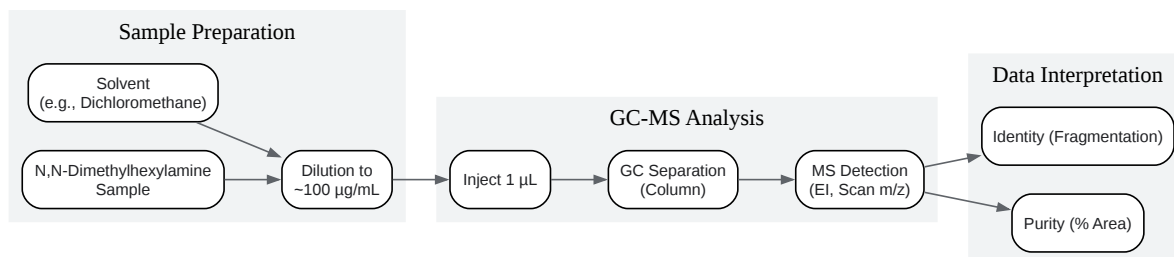 Sample Preparation
Solvent
(e.g., Dichloromethane)
N,N-Dimethylhexylamine
Sample
Dilution to
~100 µg/mL
GC-MS Analysis
Inject 1 µL
GC Separation
(Column)
MS Detection
(EI, Scan m/z)
Data Interpretation
Identity (Fragmentation)
Purity (% Area)